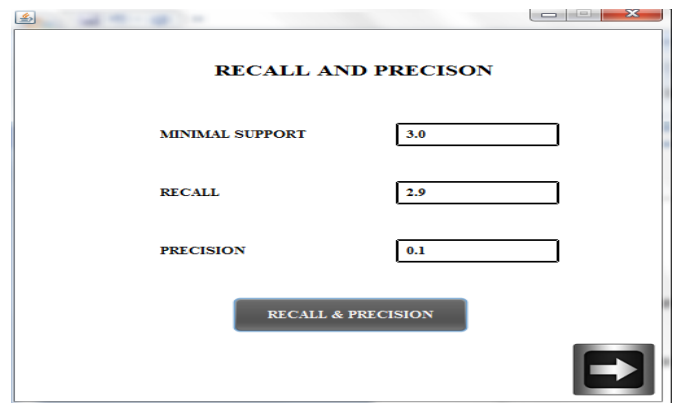 RECALL AND PRECISON
MINIMAL SUPPORT 3.0
RECALL 2.9
PRECISION 0.1
RECALL & PRECISION